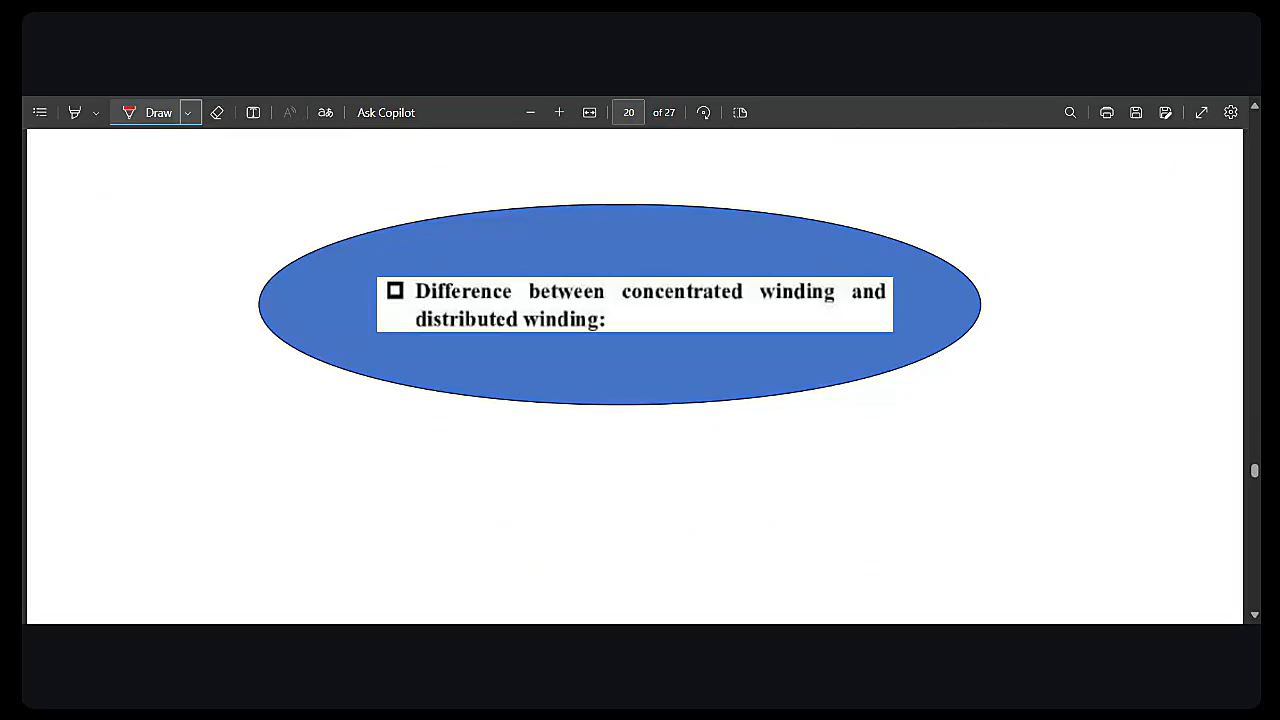 Draw
Ask Copilot
20 of 27
Difference between concentrated winding and
distributed winding: